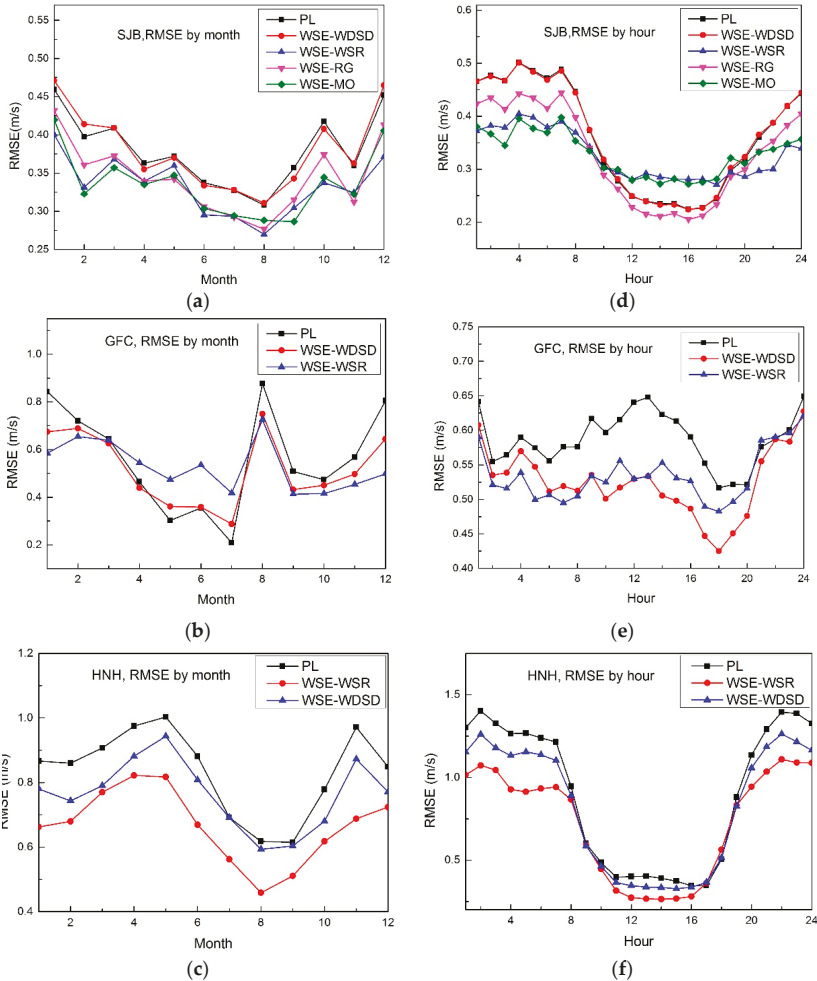 SJB,RMSE by month
PL
WSE-WDSD
WSE-WSR
WSE-RG
WSE-MO
0.55
0.50
0.45
0.40
0.35
0.30
0.25
RMSE(m/s)
2 4 6 8 10 12
Month
(a)
SJB,RMSE by hour
PL
WSE-WDSD
WSE-WSR
WSE-RG
WSE-MO
0.6
0.5
0.4
0.3
0.2
RMSE (m/s)
4 8 12 16 20 24
Hour
(d)
GFC, RMSE by month
PL
WSE-WDSD
WSE-WSR
1.0
0.8
0.6
0.4
0.2
RMSE (m/s)
2 4 6 8 10 12
Month
(b)
GFC, RMSE by hour
PL
WSE-WDSD
WSE-WSR
0.75
0.70
0.65
0.60
0.55
0.50
0.45
0.40
RMSE (m/s)
4 8 12 16 20 24
Hour
(e)
HNH, RMSE by month
PL
WSE-WSR
WSE-WDSD
1.2
1.0
0.8
0.6
0.4
RMSE (m/s)
2 4 6 8 10 12
Month
(c)
HNH, RMSE by hour
PL
WSE-WSR
WSE-WDSD
1.5
1.0
0.5
RMSE (m/s)
4 8 12 16 20 24
Hour
(f)